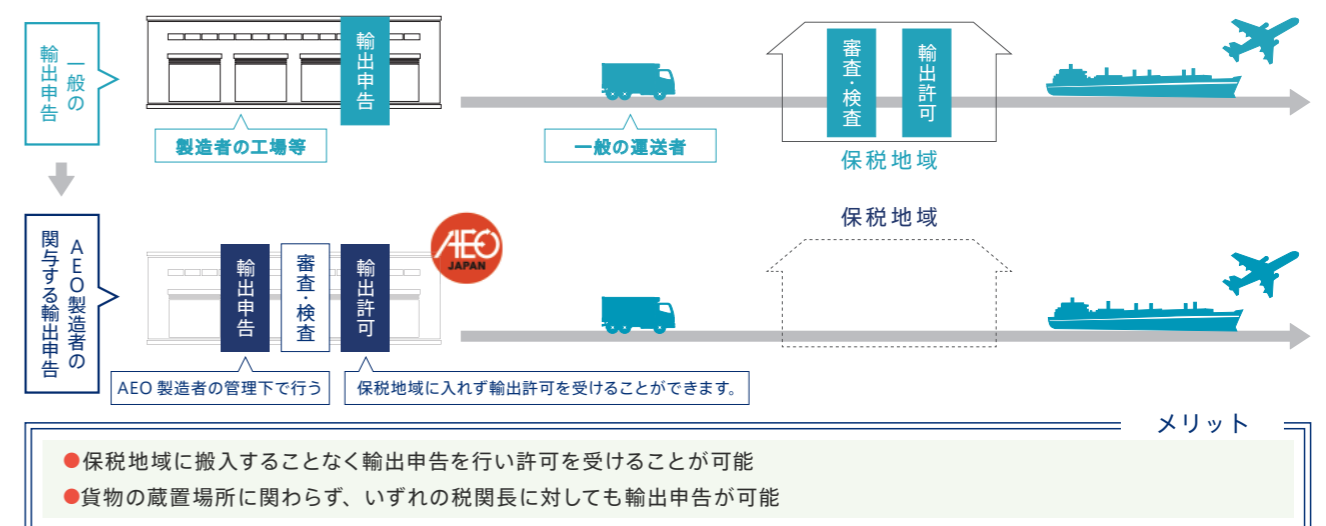 一般の
輸出申告
輸出申告
製造者の工場等
一般の運送者
審査・検査
輸出許可
保税地域
AEO製造者の
関与する輸出申告
輸出申告
審査・検査
輸出許可
AEO
JAPAN
保税地域
AEO 製造者の管理下で行う
保税地域に入れず輸出許可を受けることができます。
メリット
●保税地域に搬入することなく輸出申告を行い許可を受けることが可能
●貨物の蔵置場所に関わらず、いずれの税関長に対しても輸出申告が可能